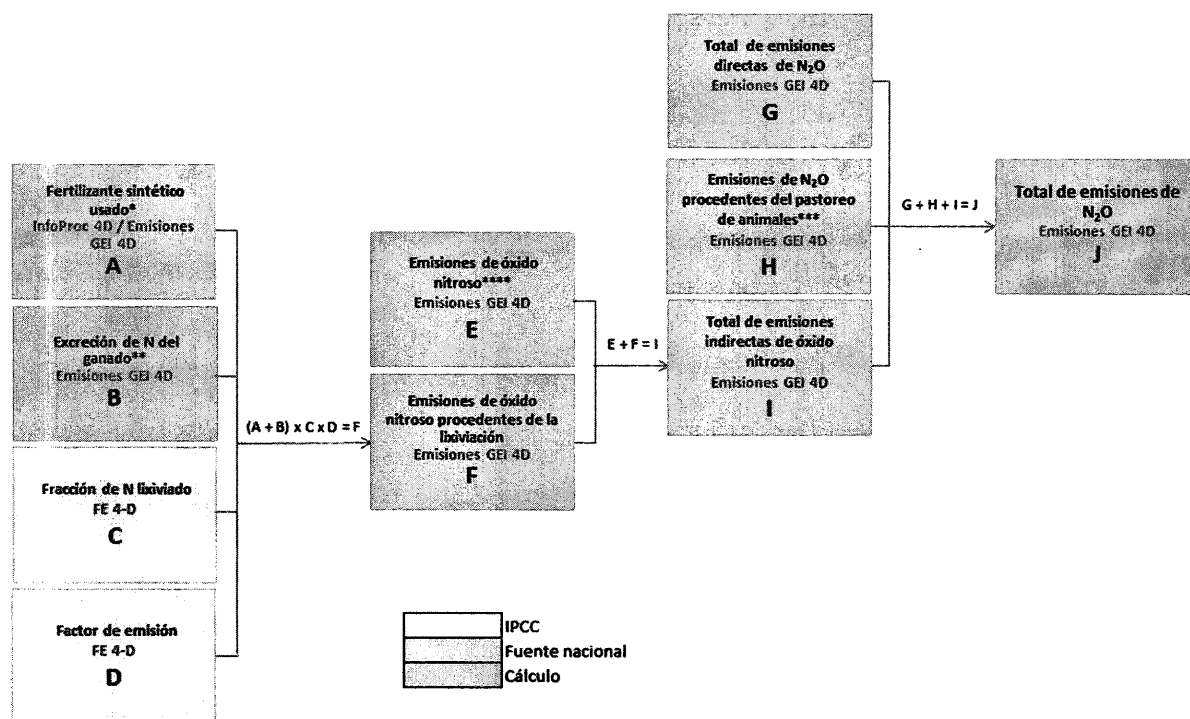 Fertilizante sintético
usado*
InfoProc 4D / Emisiones
GEI 4D
A
Excreción de N del
ganado**
Emisiones GEI 4D
B
Fracción de N lixiviado
FE 4-D
C
Factor de emisión
FE 4-D
D
(A + B) x C x D = F
Emisiones de óxido
nitroso****
Emisiones GEI 4D
E
Emisiones de óxido
nitroso procedentes de la
lixiviación
Emisiones GEI 4D
F
E + F = I
Total de emisiones
directas de N₂O
Emisiones GEI 4D
G
Emisiones de N₂O
procedentes del pastoreo
de animales***
Emisiones GEI 4D
H
Total de emisiones
indirectas de óxido
nitroso
Emisiones GEI 4D
I
G + H + I = J
Total de emisiones de
N₂O
Emisiones GEI 4D
J
IPCC
Fuente nacional
Cálculo